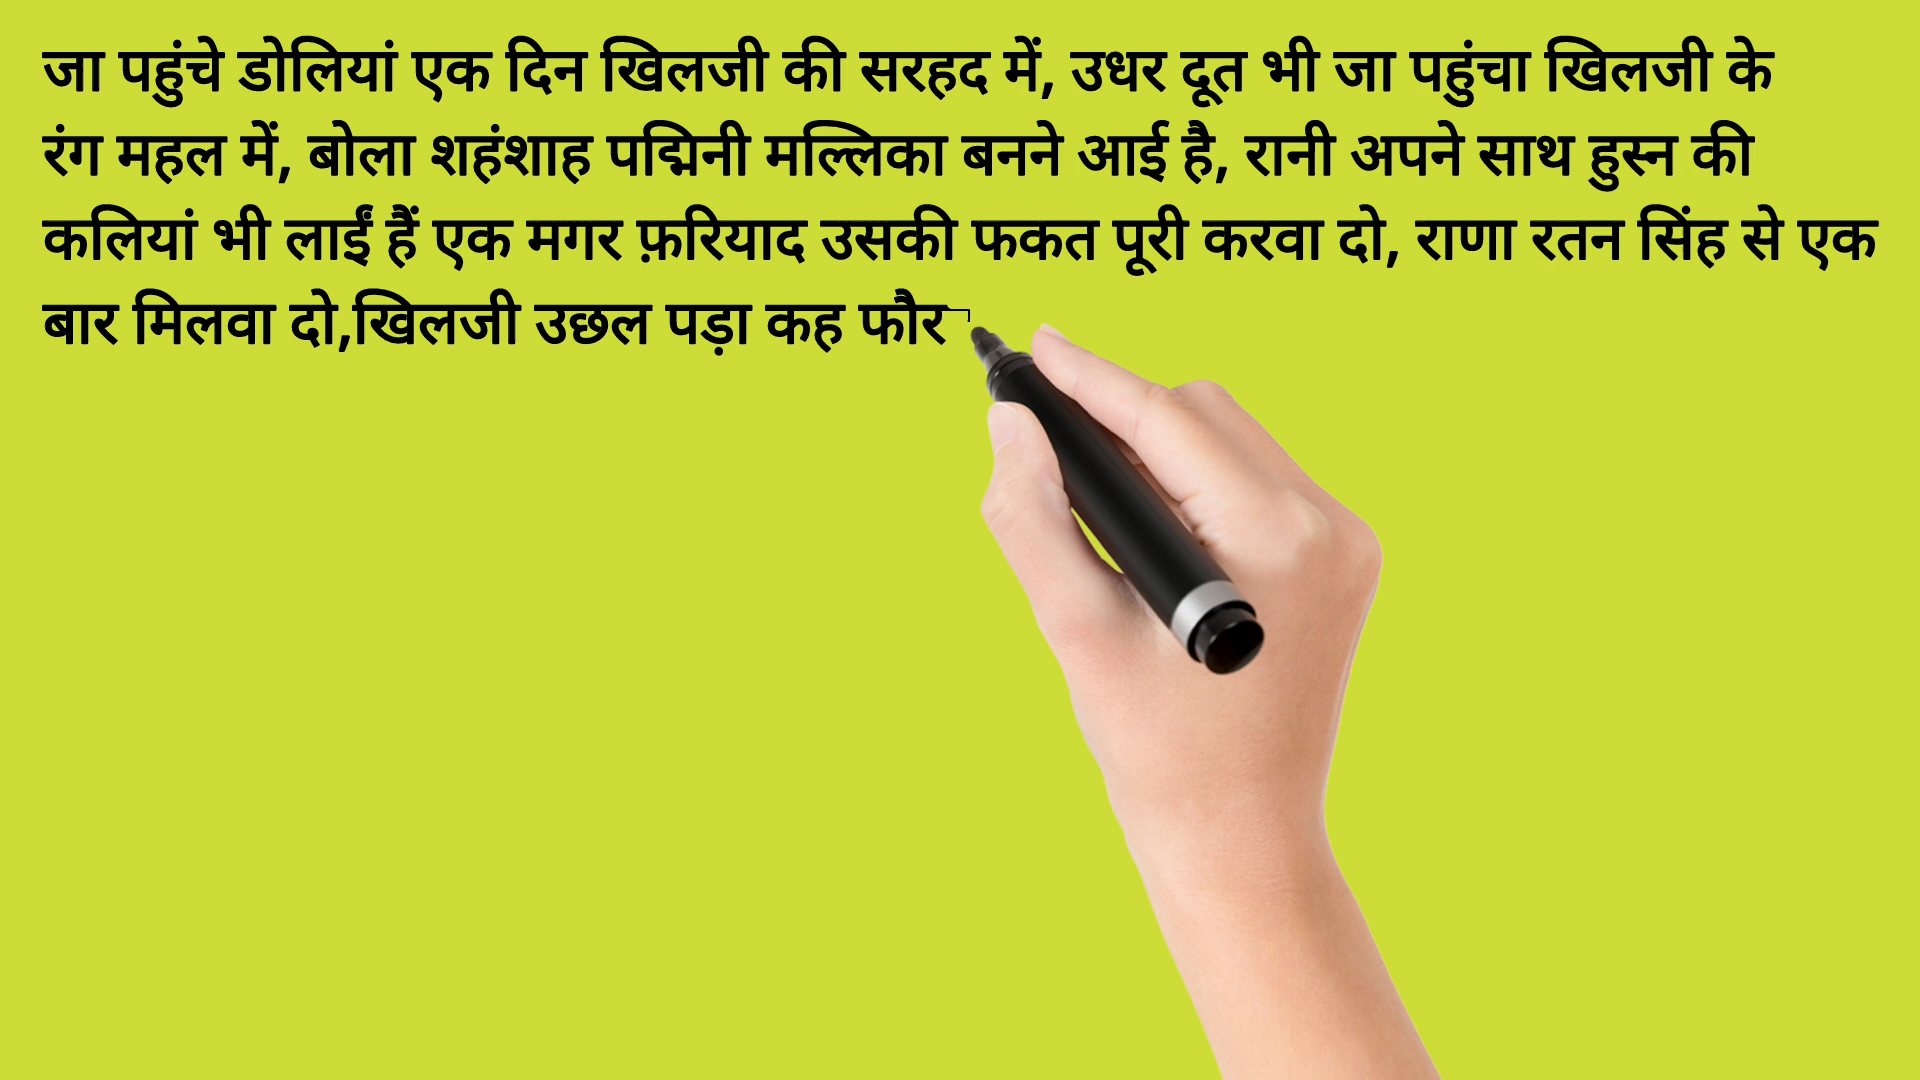 जा पहुंचे डोलियां एक दिन खिलजी की सरहद में, उधर दूत भी जा पहुंचा खिलजी के
रंग महल में, बोला शहंशाह पद्मिनी मल्लिका बनने आई है, रानी अपने साथ हुस्न की
कलियां भी लाईं हैं एक मगर फ़रियाद उसकी फकत पूरी करवा दो, राणा रतन सिंह से एक
बार मिलवा दो,खिलजी उछल पड़ा कह फौर